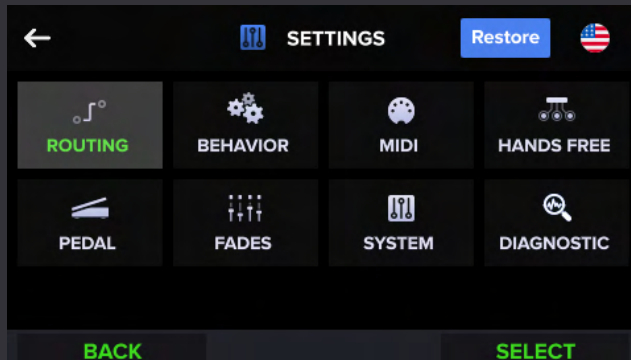 SETTINGS Restore
ROUTING BEHAVIOR MIDI HANDS FREE
PEDAL FADES SYSTEM DIAGNOSTIC
BACK SELECT